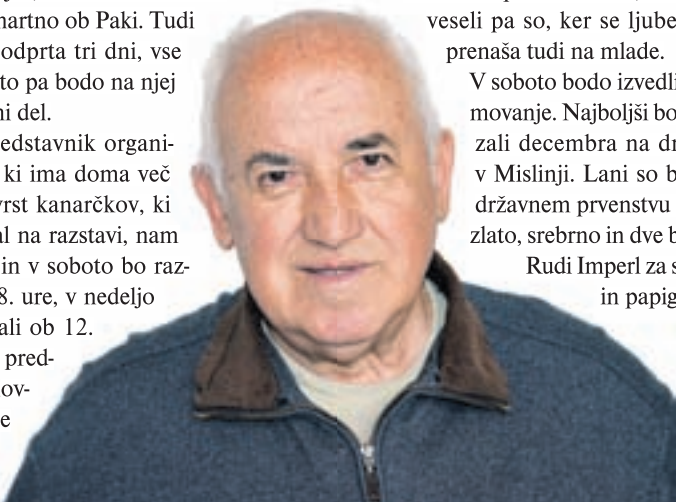 nartno ob Paki. Tudi
odprta tri dni, vse
to pa bodo na njej
ni del.
edstavnik organi-
ki ima doma več
vrst kanarčkov, ki
al na razstavi, nam
in v soboto bo raz-
8. ure, v nedeljo
ali ob 12.
pred-
ov-
e
veseli pa so, ker se ljube
prenaša tudi na mlade.
V soboto bodo izvedli
movanje. Najboljši bo
zali decembra na dr
v Mislinji. Lani so b
državnem prvenstvu
zlato, srebrno in dve b
Rudi Imperl za s
in papig